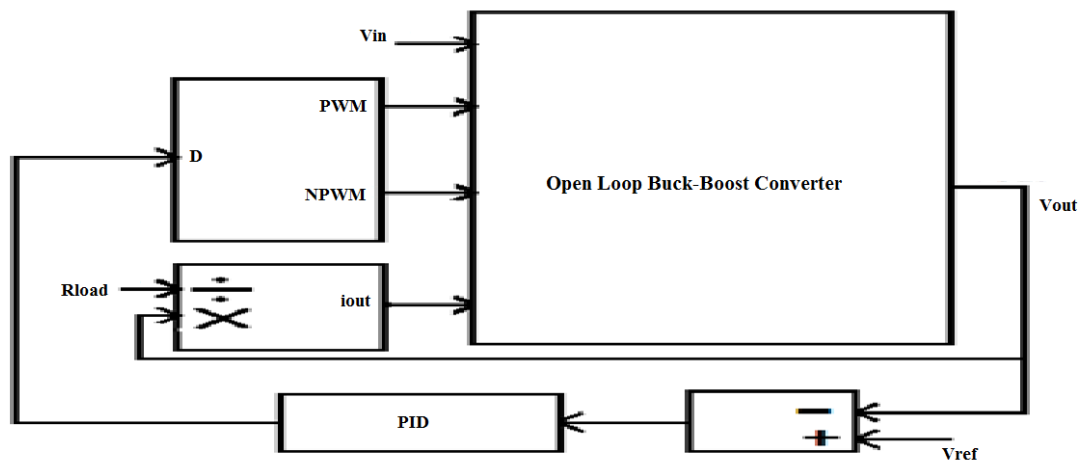 Vin
PWM
D
NPWM
Open Loop Buck-Boost Converter
Vout
Rload
÷
×
iout
PID
−
+
Vref